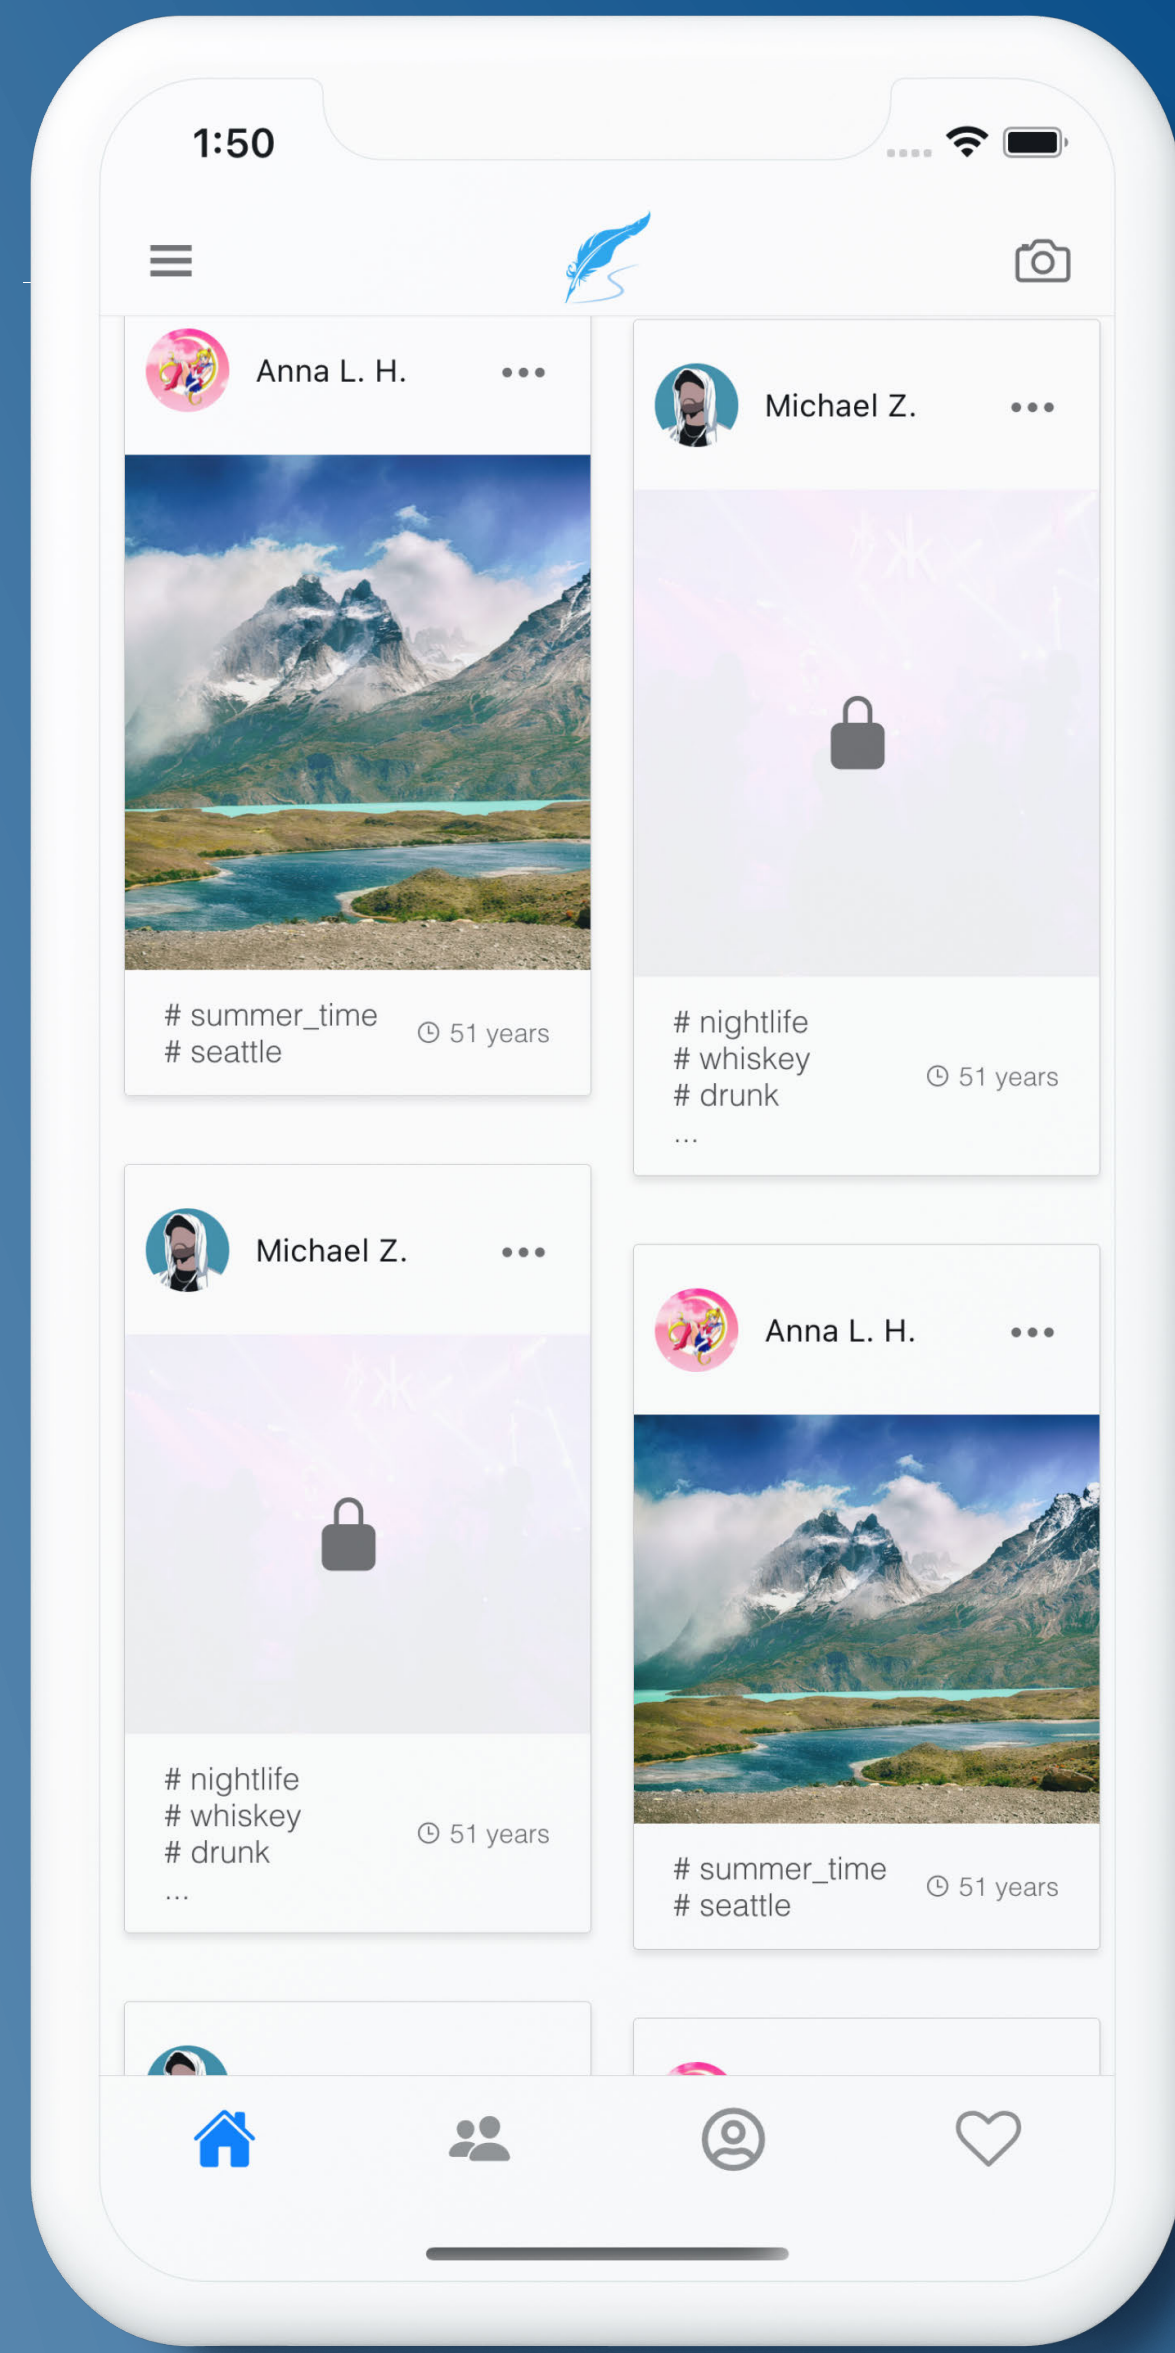 1:50
Anna L. H.
Michael Z.
# summer_time
# seattle
51 years
# nightlife
# whiskey
# drunk
...
51 years
Michael Z.
Anna L. H.
# nightlife
# whiskey
# drunk
...
51 years
# summer_time
# seattle
51 years